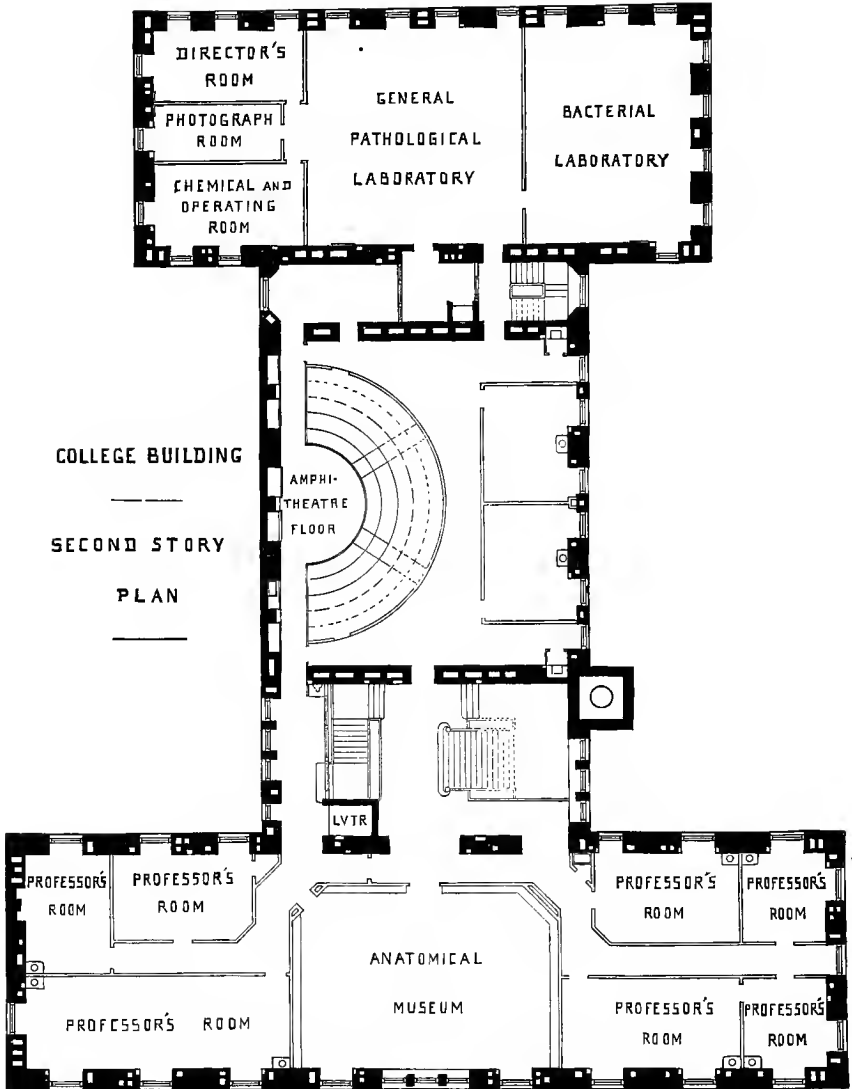 DIRECTOR'S
ROOM
PHOTOGRAPH
ROOM
CHEMICAL AND
OPERATING
ROOM
GENERAL
PATHOLOGICAL
LABORATORY
BACTERIAL
LABORATORY
COLLEGE BUILDING
SECOND STORY
PLAN
AMPHI-
THEATRE
FLOOR
LVTR
PROFESSOR'S
ROOM
PROFESSOR'S
ROOM
PROFESSOR'S ROOM
ANATOMICAL
MUSEUM
PROFESSOR'S
ROOM
PROFESSOR'S
ROOM
PROFESSOR'S
ROOM
PROFESSOR'S
ROOM